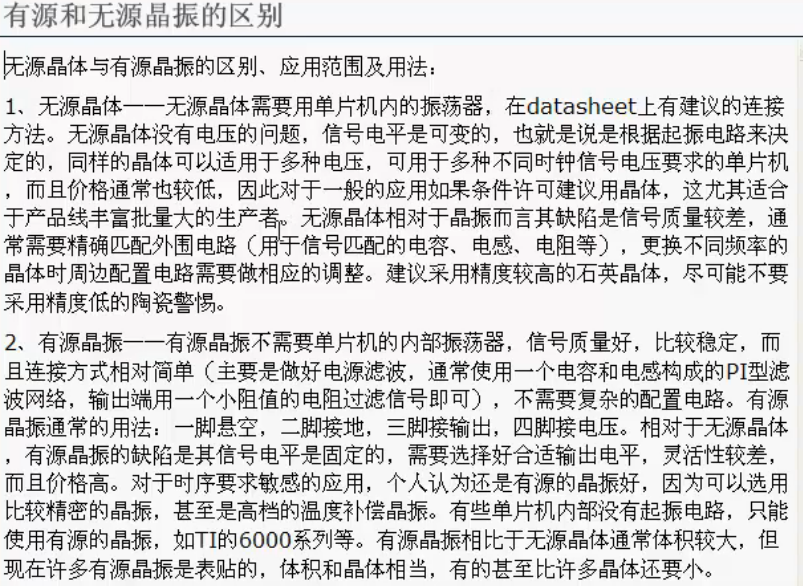 有源和无源晶振的区别
无源晶体与有源晶振的区别、应用范围及用法：
1、无源晶体——无源晶体需要用单片机内的振荡器，在datasheet上有建议的连接
方法。无源晶体没有电压的问题，信号电平是可变的，也就是说是根据起振电路来决
定的，同样的晶体可以适用于多种电压，可用于多种不同时钟信号电压要求的单片机
，而且价格通常也较低，因此对于一般的应用如果条件许可建议用晶体，这尤其适合
于产品线丰富批量大的生产者。无源晶体相对于晶振而言其缺陷是信号质量较差，通
常需要精确匹配外围电路（用于信号匹配的电容、电感、电阻等），更换不同频率的
晶体时周边配置电路需要做相应的调整。建议采用精度较高的石英晶体，尽可能不要
采用精度低的陶瓷警惕。
2、有源晶振——有源晶振不需要单片机的内部振荡器，信号质量好，比较稳定，而
且连接方式相对简单（主要是做好电源滤波，通常使用一个电容和电感构成的PI型滤
波网络，输出端用一个小阻值的电阻过滤信号即可），不需要复杂的配置电路。有源
晶振通常的用法：一脚悬空，二脚接地，三脚接输出，四脚接电压。相对于无源晶体
，有源晶振的缺陷是其信号电平是固定的，需要选择好合适输出电平，灵活性较差，
而且价格高。对于时序要求敏感的应用，个人认为还是有源的晶振好，因为可以选用
比较精密的晶振，甚至是高档的温度补偿晶振。有些单片机内部没有起振电路，只能
使用有源的晶振，如TI的6000系列等。有源晶振相比于无源晶体通常体积较大，但
现在许多有源晶振是表贴的，体积和晶体相当，有的甚至比许多晶体还要小。